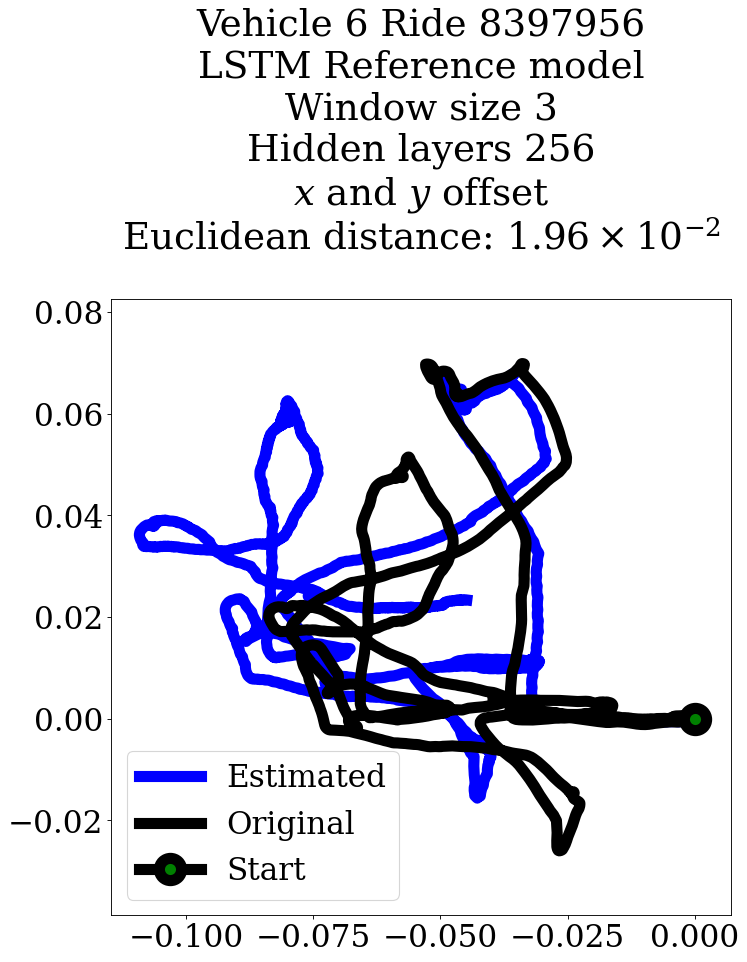 Vehicle 6 Ride 8397956
LSTM Reference model
Window size 3
Hidden layers 256
x and y offset
Euclidean distance: 1.96 × 10⁻²
0.08
0.06
0.04
0.02
0.00
−0.02
Estimated
Original
Start
−0.100 −0.075 −0.050 −0.025 0.000